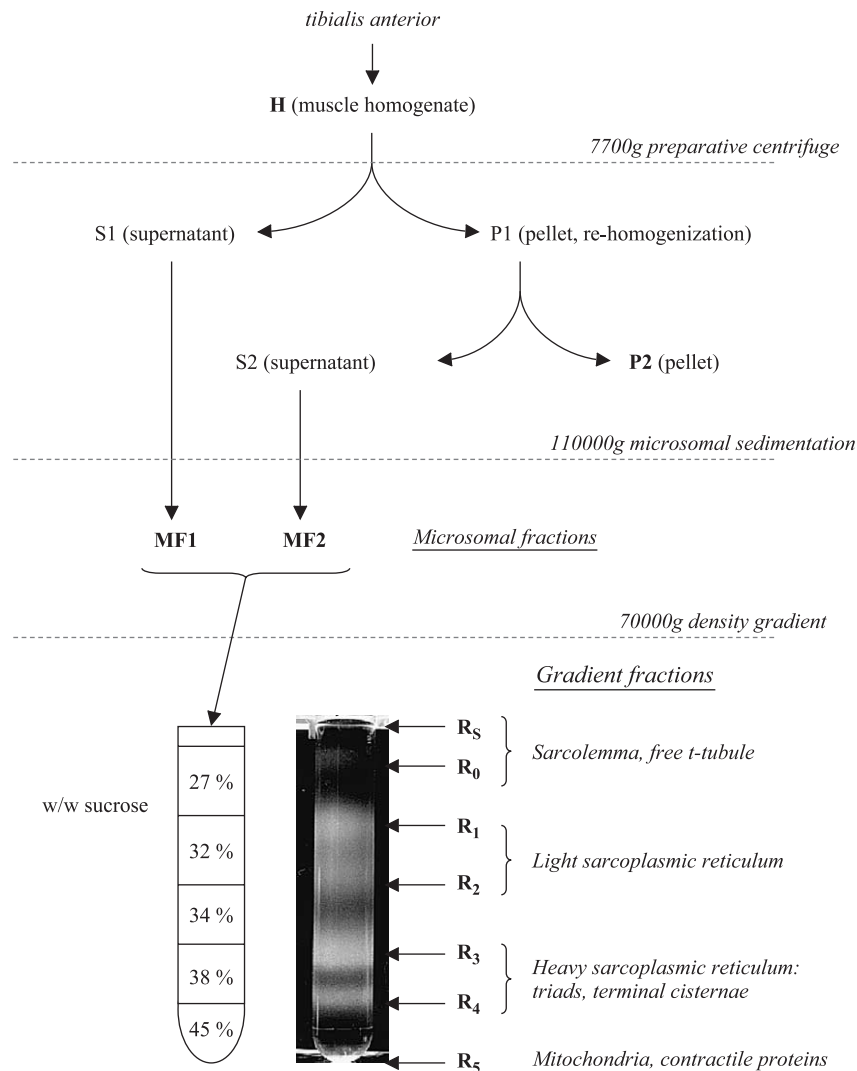 tibialis anterior
H (muscle homogenate)
7700g preparative centrifuge
S1 (supernatant)
P1 (pellet, re-homogenization)
S2 (supernatant)
P2 (pellet)
110000g microsomal sedimentation
MF1
MF2
Microsomal fractions
70000g density gradient
Gradient fractions
w/w sucrose
27 %
32 %
34 %
38 %
45 %
RS
R0
Sarcolemma, free t-tubule
R1
R2
Light sarcoplasmic reticulum
R3
R4
Heavy sarcoplasmic reticulum:
triads, terminal cisternae
R5
Mitochondria, contractile proteins